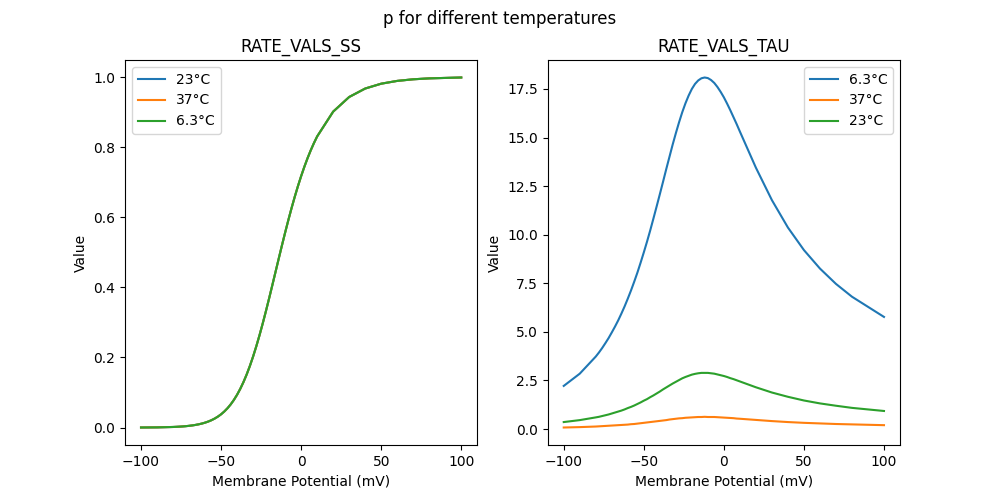 p for different temperatures
RATE_VALS_SS
1.0
0.8
0.6
0.4
0.2
0.0
Value
−100
−50
0
50
100
Membrane Potential (mV)
23°C
37°C
6.3°C
RATE_VALS_TAU
17.5
15.0
12.5
10.0
7.5
5.0
2.5
0.0
Value
−100
−50
0
50
100
Membrane Potential (mV)
6.3°C
37°C
23°C